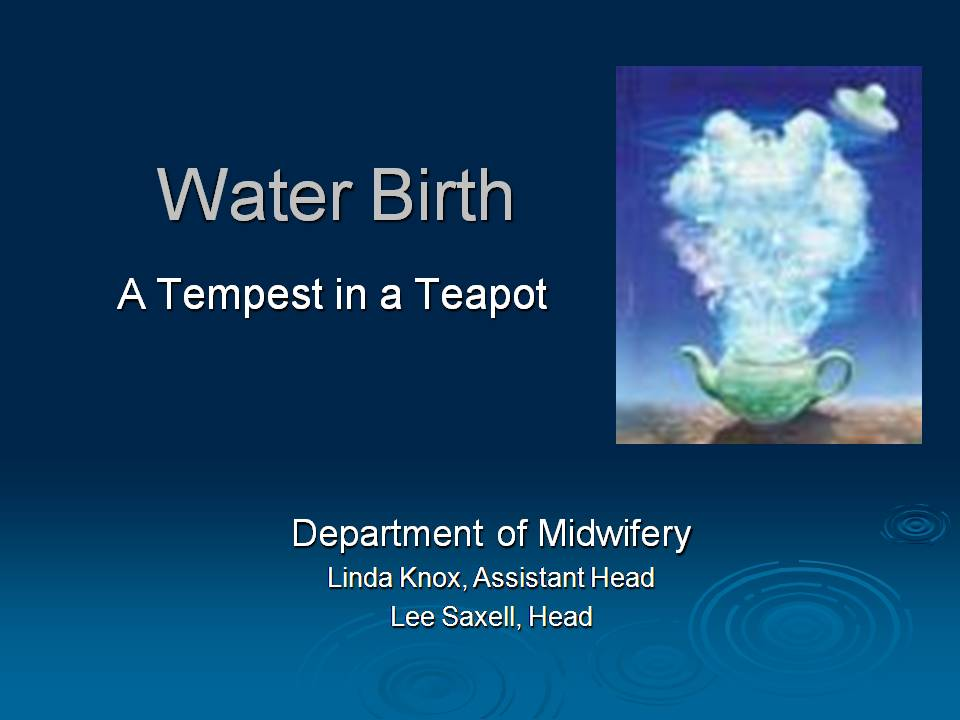 Water Birth
A Tempest in a Teapot
Department of Midwifery
Linda Knox, Assistant Head
Lee Saxell, Head